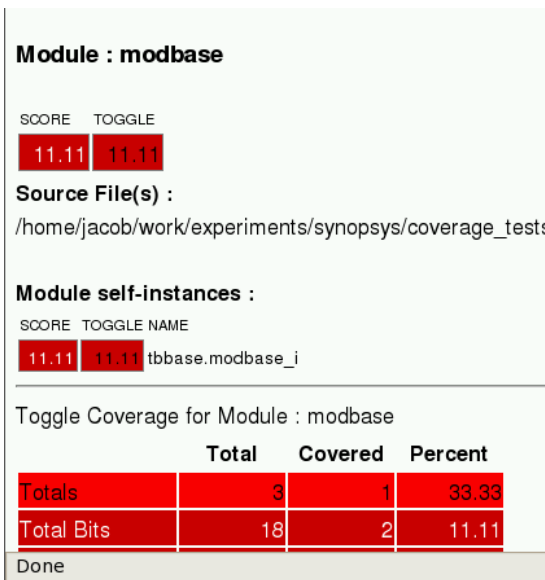 Module : modbase
SCORE TOGGLE
11.11 11.11
Source File(s) :
/home/jacob/work/experiments/synopsys/coverage_tests
Module self-instances :
SCORE TOGGLE NAME
11.11 11.11 tbbase.modbase_i
Toggle Coverage for Module : modbase
Total Covered Percent
Totals 3 1 33.33
Total Bits 18 2 11.11
Done